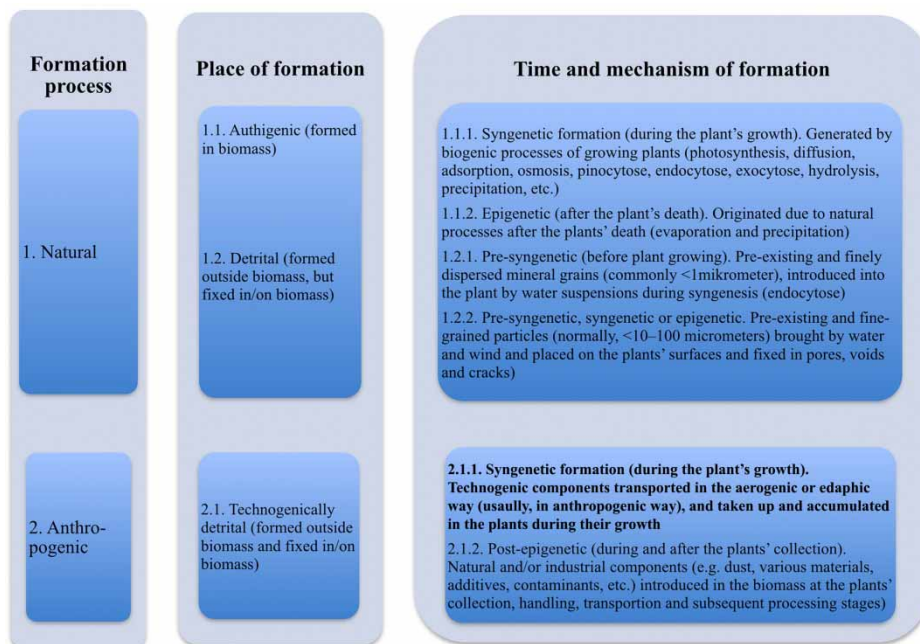 Formation
process
Place of formation
Time and mechanism of formation
1. Natural
1.1. Authigenic (formed
in biomass)
1.2. Detrital (formed
outside biomass, but
fixed in/on biomass)
1.1.1. Syngenetic formation (during the plant’s growth). Generated by
biogenic processes of growing plants (photosynthesis, diffusion,
adsorption, osmosis, pinocytose, endocytose, exocytose, hydrolysis,
precipitation, etc.)
1.1.2. Epigenetic (after the plant’s death). Originated due to natural
processes after the plants’ death (evaporation and precipitation)
1.2.1. Pre-syngenetic (before plant growing). Pre-existing and finely
dispersed mineral grains (commonly <1mikrometer), introduced into
the plant by water suspensions during syngenesis (endocytose)
1.2.2. Pre-syngenetic, syngenetic or epigenetic. Pre-existing and fine-
grained particles (normally, <10–100 micrometers) brought by water
and wind and placed on the plants’ surfaces and fixed in pores, voids
and cracks)
2. Anthro-
pogenic
2.1. Technogenically
detrital (formed outside
biomass and fixed in/on
biomass)
2.1.1. Syngenetic formation (during the plant’s growth).
Technogenic components transported in the aerogenic or edaphic
way (usaully, in anthropogenic way), and taken up and accumulated
in the plants during their growth
2.1.2. Post-epigenetic (during and after the plants’ collection).
Natural and/or industrial components (e.g. dust, various materials,
additives, contaminants, etc.) introduced in the biomass at the plants’
collection, handling, transportion and subsequent processing stages)